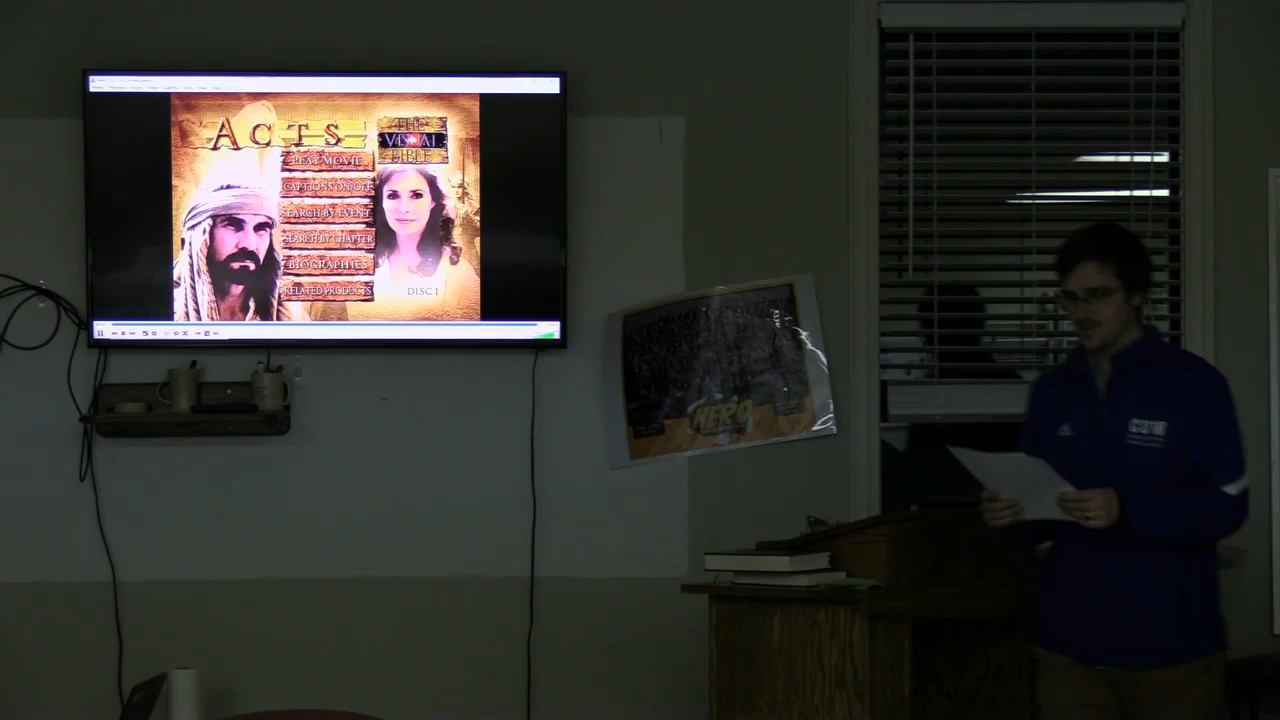 ACTS
THE
VISUAL
BIBLE
PLAY MOVIE
CAPTIONS ON/OFF
SEARCH BY EVENT
SEARCH BY CHAPTER
BIOGRAPHIES
RELATED PRODUCTS
DISC 1
HERO